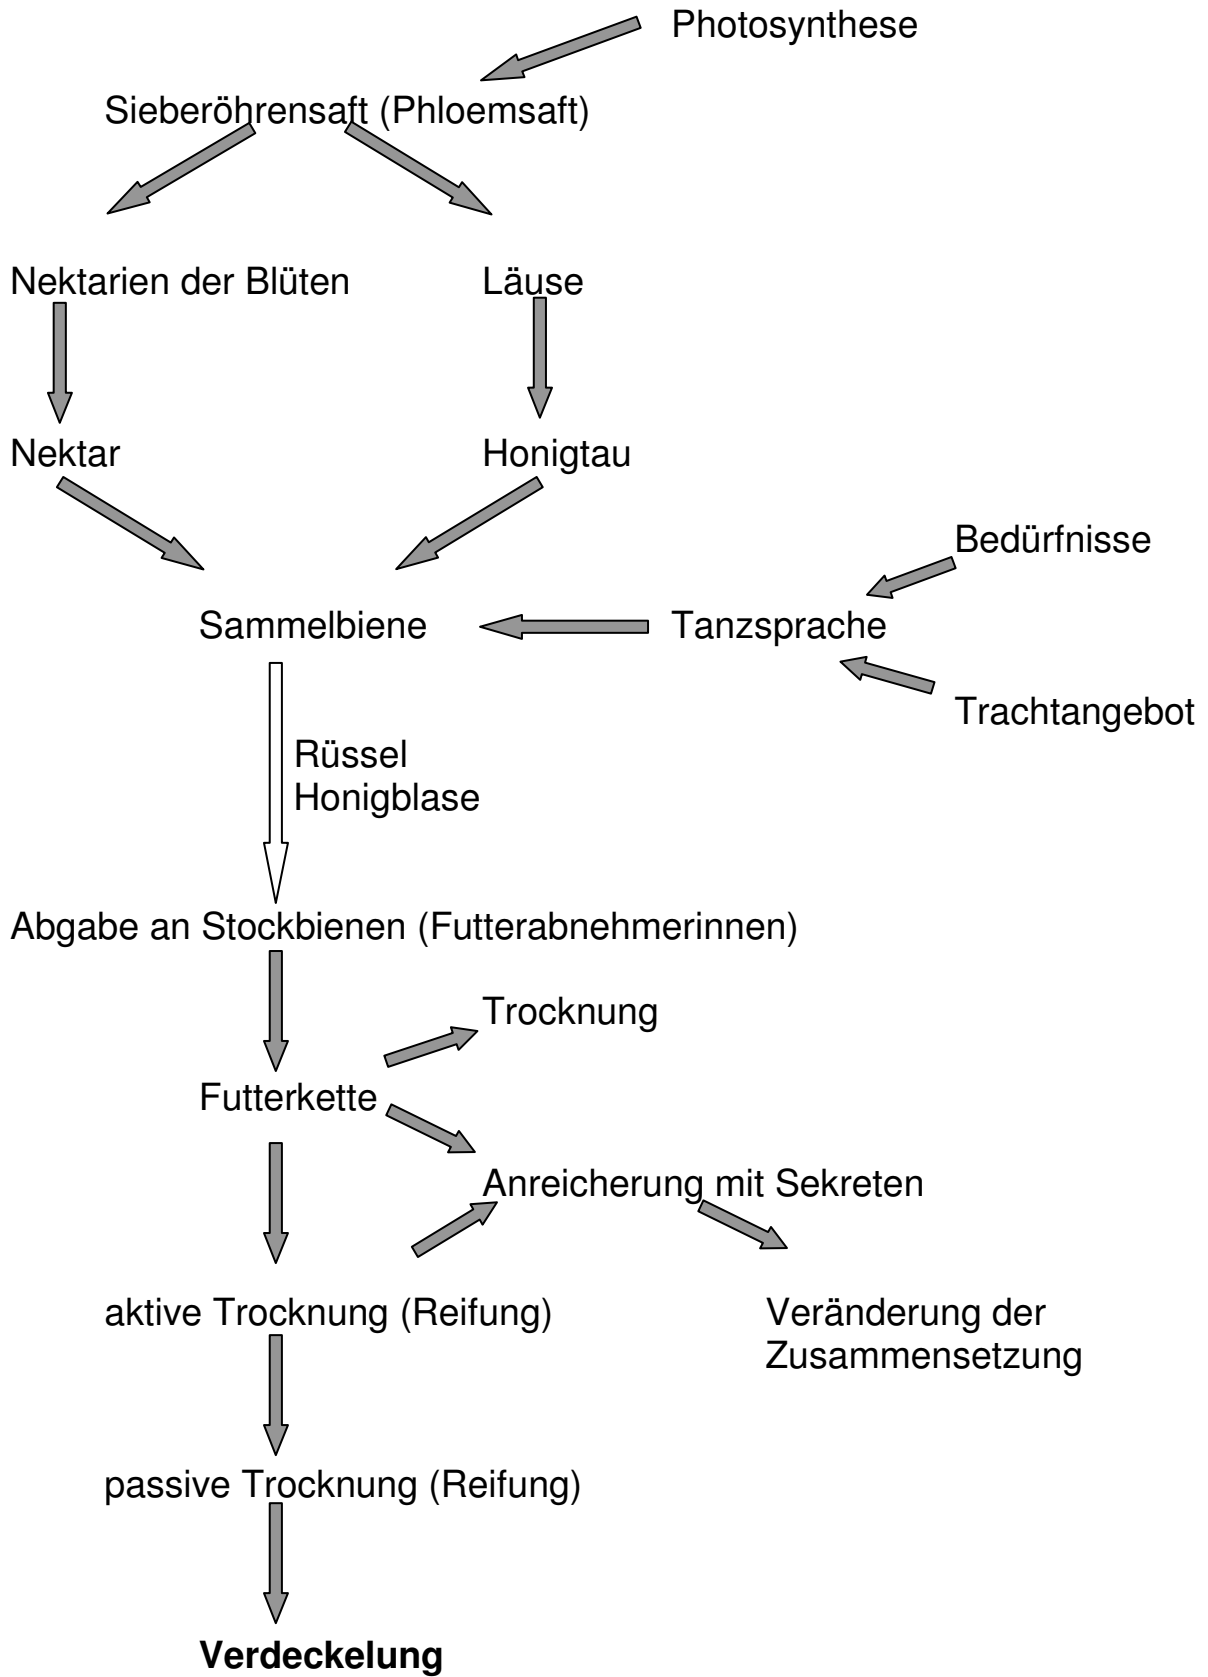 Photosynthese
Sieberöhrensaft (Phloemsaft)
Nektarien der Blüten
Läuse
Nektar
Honigtau
Bedürfnisse
Sammelbiene
Tanzsprache
Trachtangebot
Rüssel
Honigblase
Abgabe an Stockbienen (Futterabnehmerinnen)
Trocknung
Futterkette
Anreicherung mit Sekreten
aktive Trocknung (Reifung)
Veränderung der
Zusammensetzung
passive Trocknung (Reifung)
Verdeckelung